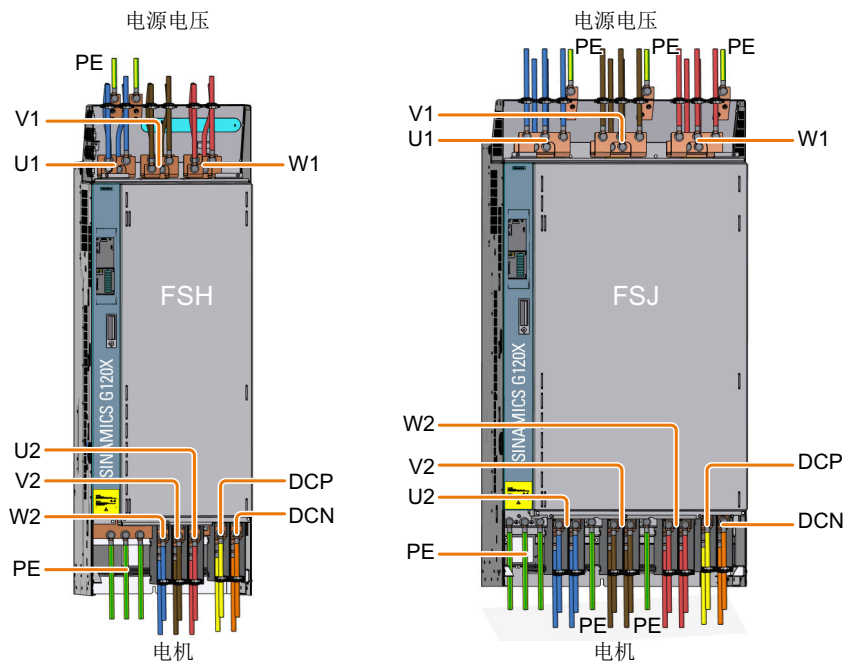 电源电压
PE
V1
U1
W1
FSH
SINAMICS G120X
U2
V2
W2
DCP
DCN
PE
电机
电源电压
PE
PE
PE
V1
U1
W1
FSJ
SINAMICS G120X
W2
V2
U2
DCP
DCN
PE
PE
PE
电机